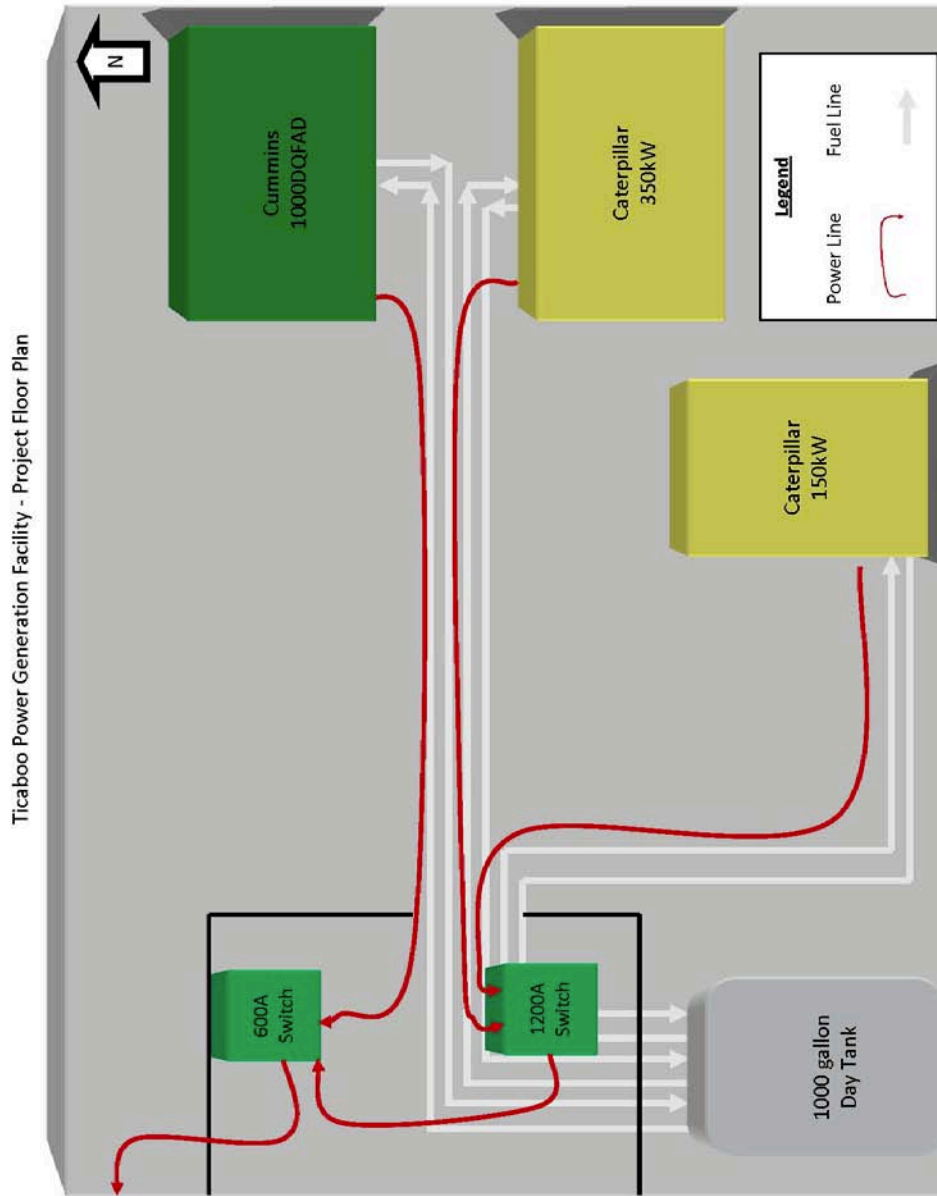 Ticaboo Power Generation Facility - Project Floor Plan
N
Cummins
1000DQFAD
Caterpillar
350kW
Caterpillar
150kW
600A
Switch
1200A
Switch
1000 gallon
Day Tank
Legend
Power Line
Fuel Line